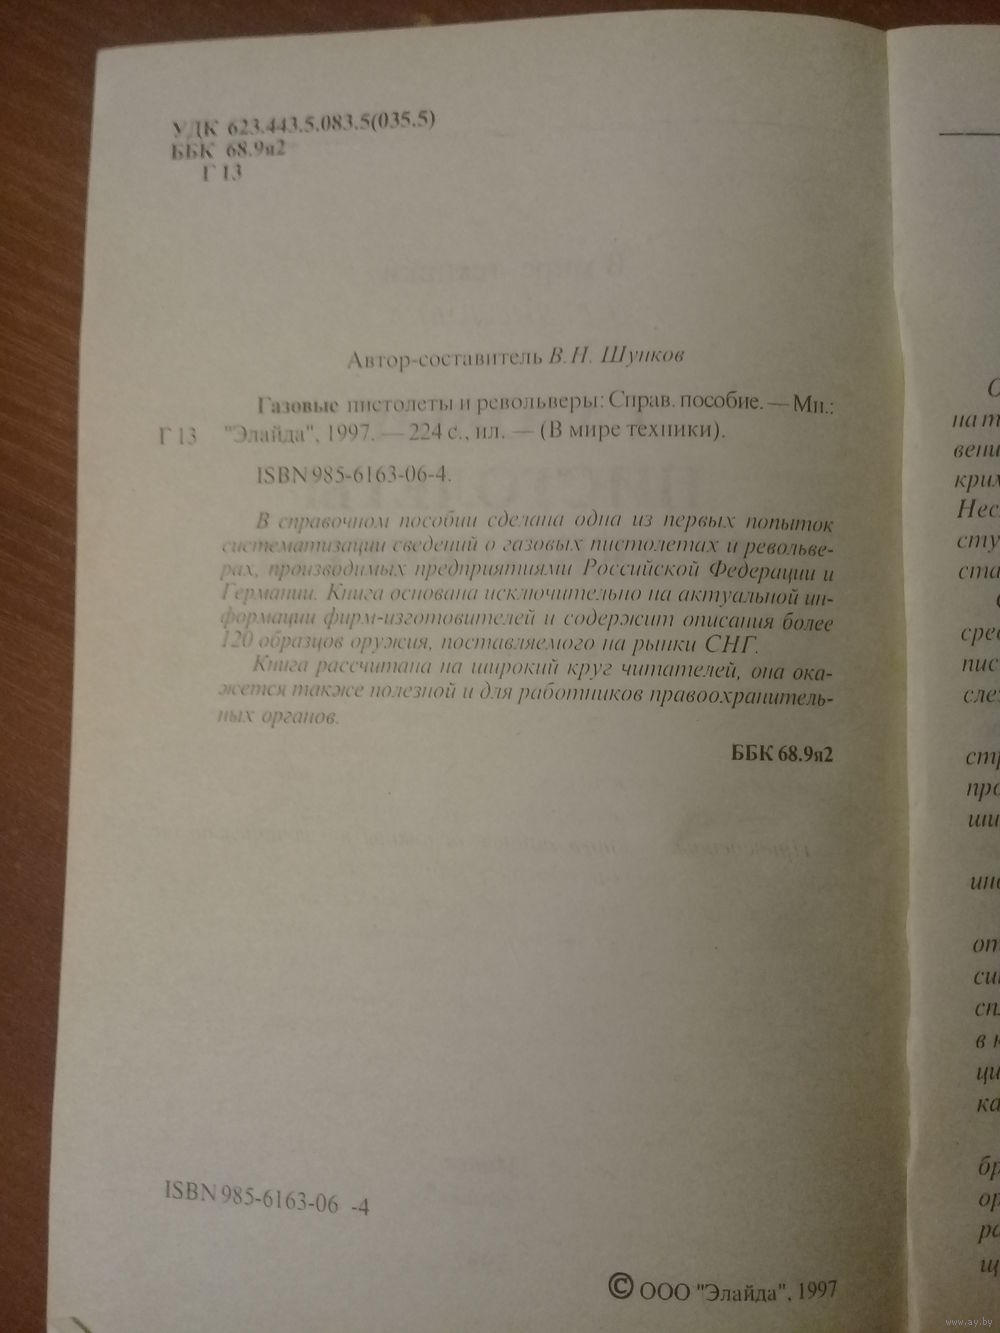 УДК 623.443.5.083.5(035.5)
ББК 68.9я2
Г 13
Автор-составитель В. Н. Шунков
Газовые пистолеты и револьверы: Справ. пособие. — Мн.:
Г 13 "Элайда", 1997. — 224 с., ил. — (В мире техники).
ISBN 985-6163-06-4.
В справочном пособии сделана одна из первых попыток
систематизации сведений о газовых пистолетах и револьве-
рах, производимых предприятиями Российской Федерации и
Германии. Книга основана исключительно на актуальной ин-
формации фирм-изготовителей и содержит описания более
120 образцов оружия, поставляемого на рынки СНГ.
Книга рассчитана на широкий круг читателей, она ока-
жется также полезной и для работников правоохранитель-
ных органов.
ББК 68.9я2
ISBN 985-6163-06 -4
© ООО "Элайда", 1997
www.ay.by